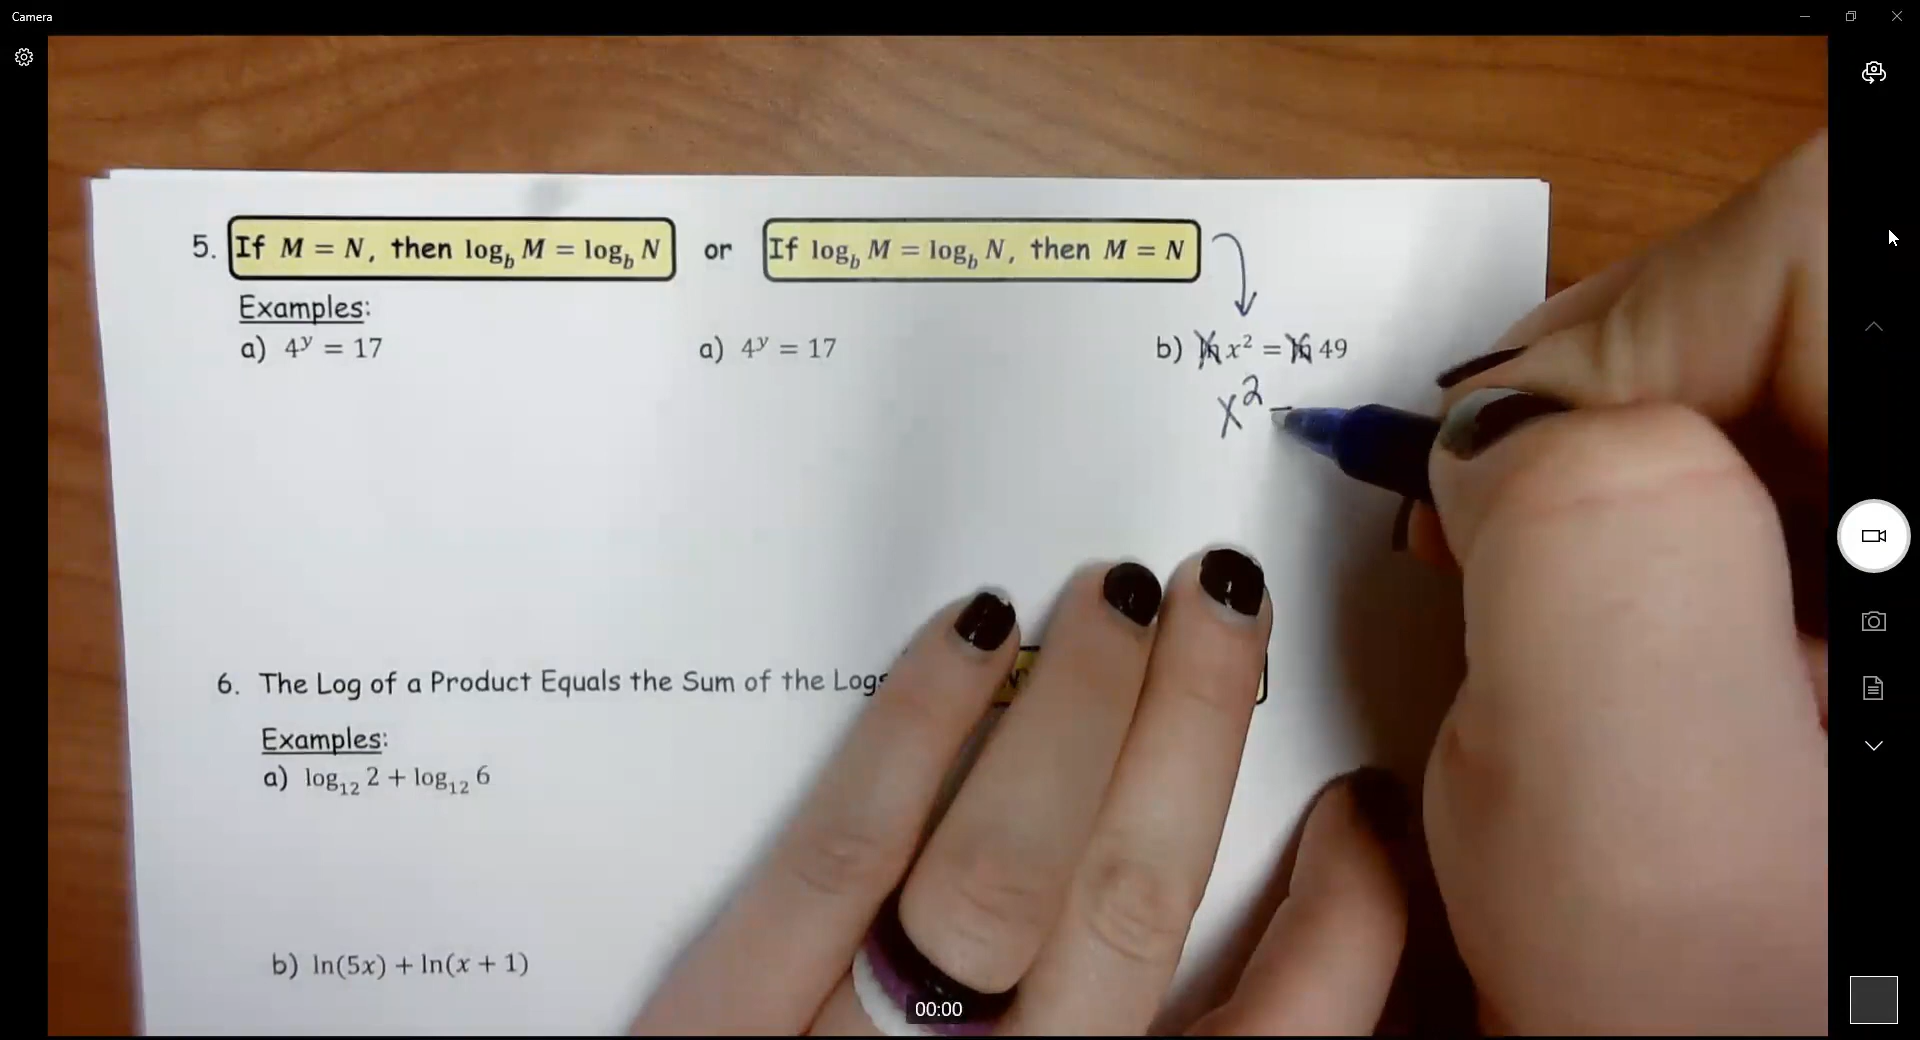 Camera
5. If M = N, then log_b M = log_b N or If log_b M = log_b N, then M = N
Examples:
a) 4^y = 17 a) 4^y = 17 b) ln x² = ln 49
x² =
6. The Log of a Product Equals the Sum of the Logs
Examples:
a) log₁₂ 2 + log₁₂ 6
b) ln(5x) + ln(x + 1)
00:00